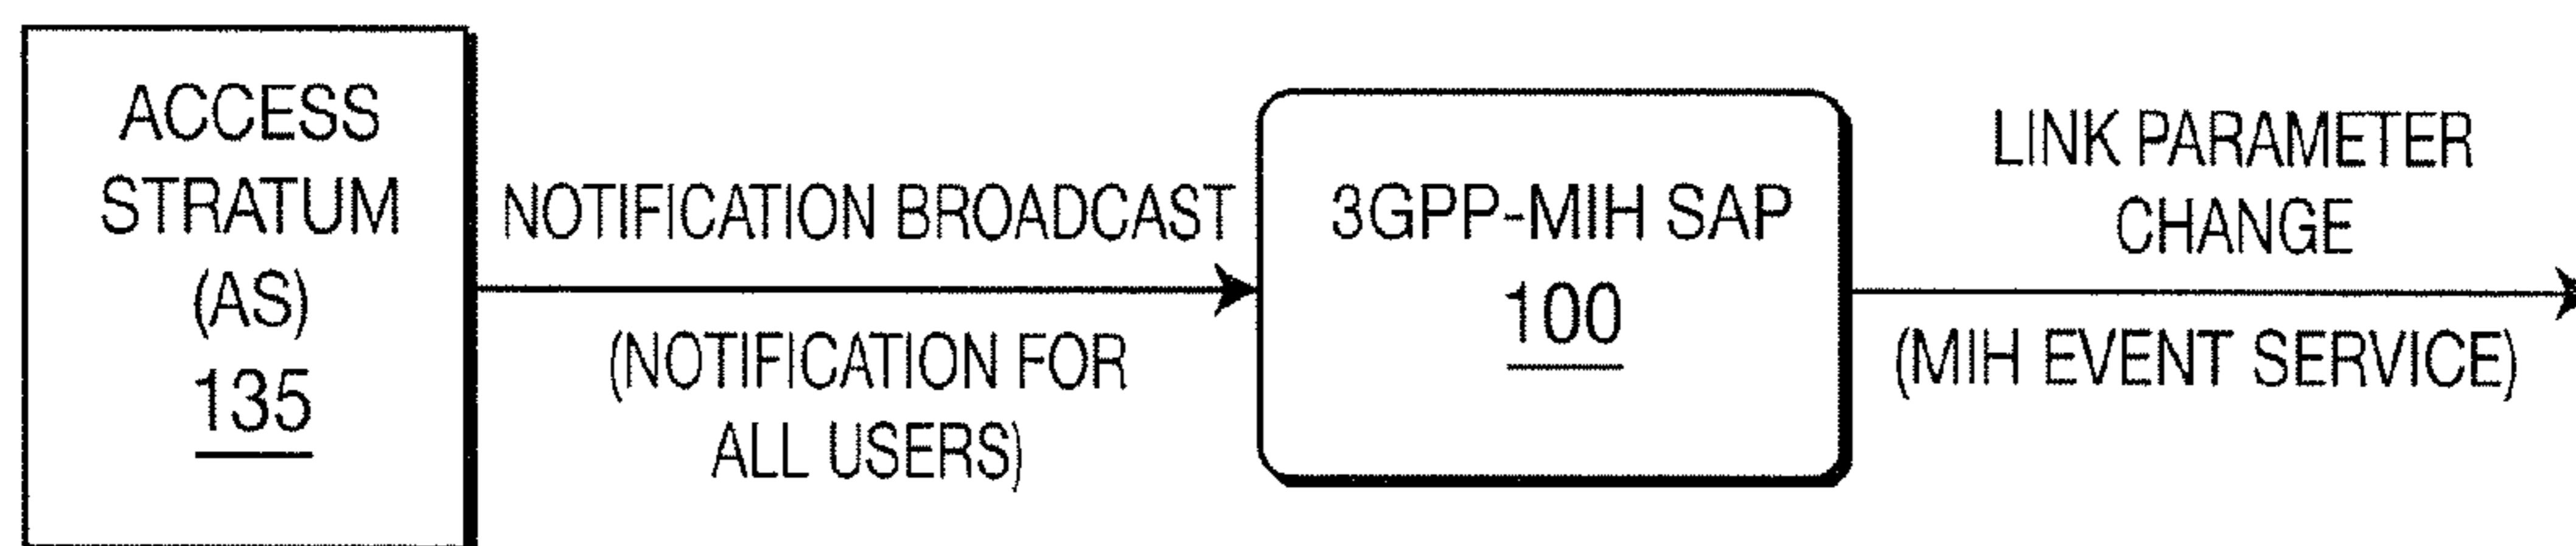 ACCESS
STRATUM
(AS)
135
NOTIFICATION BROADCAST
(NOTIFICATION FOR
ALL USERS)
3GPP-MIH SAP
100
LINK PARAMETER
CHANGE
(MIH EVENT SERVICE)